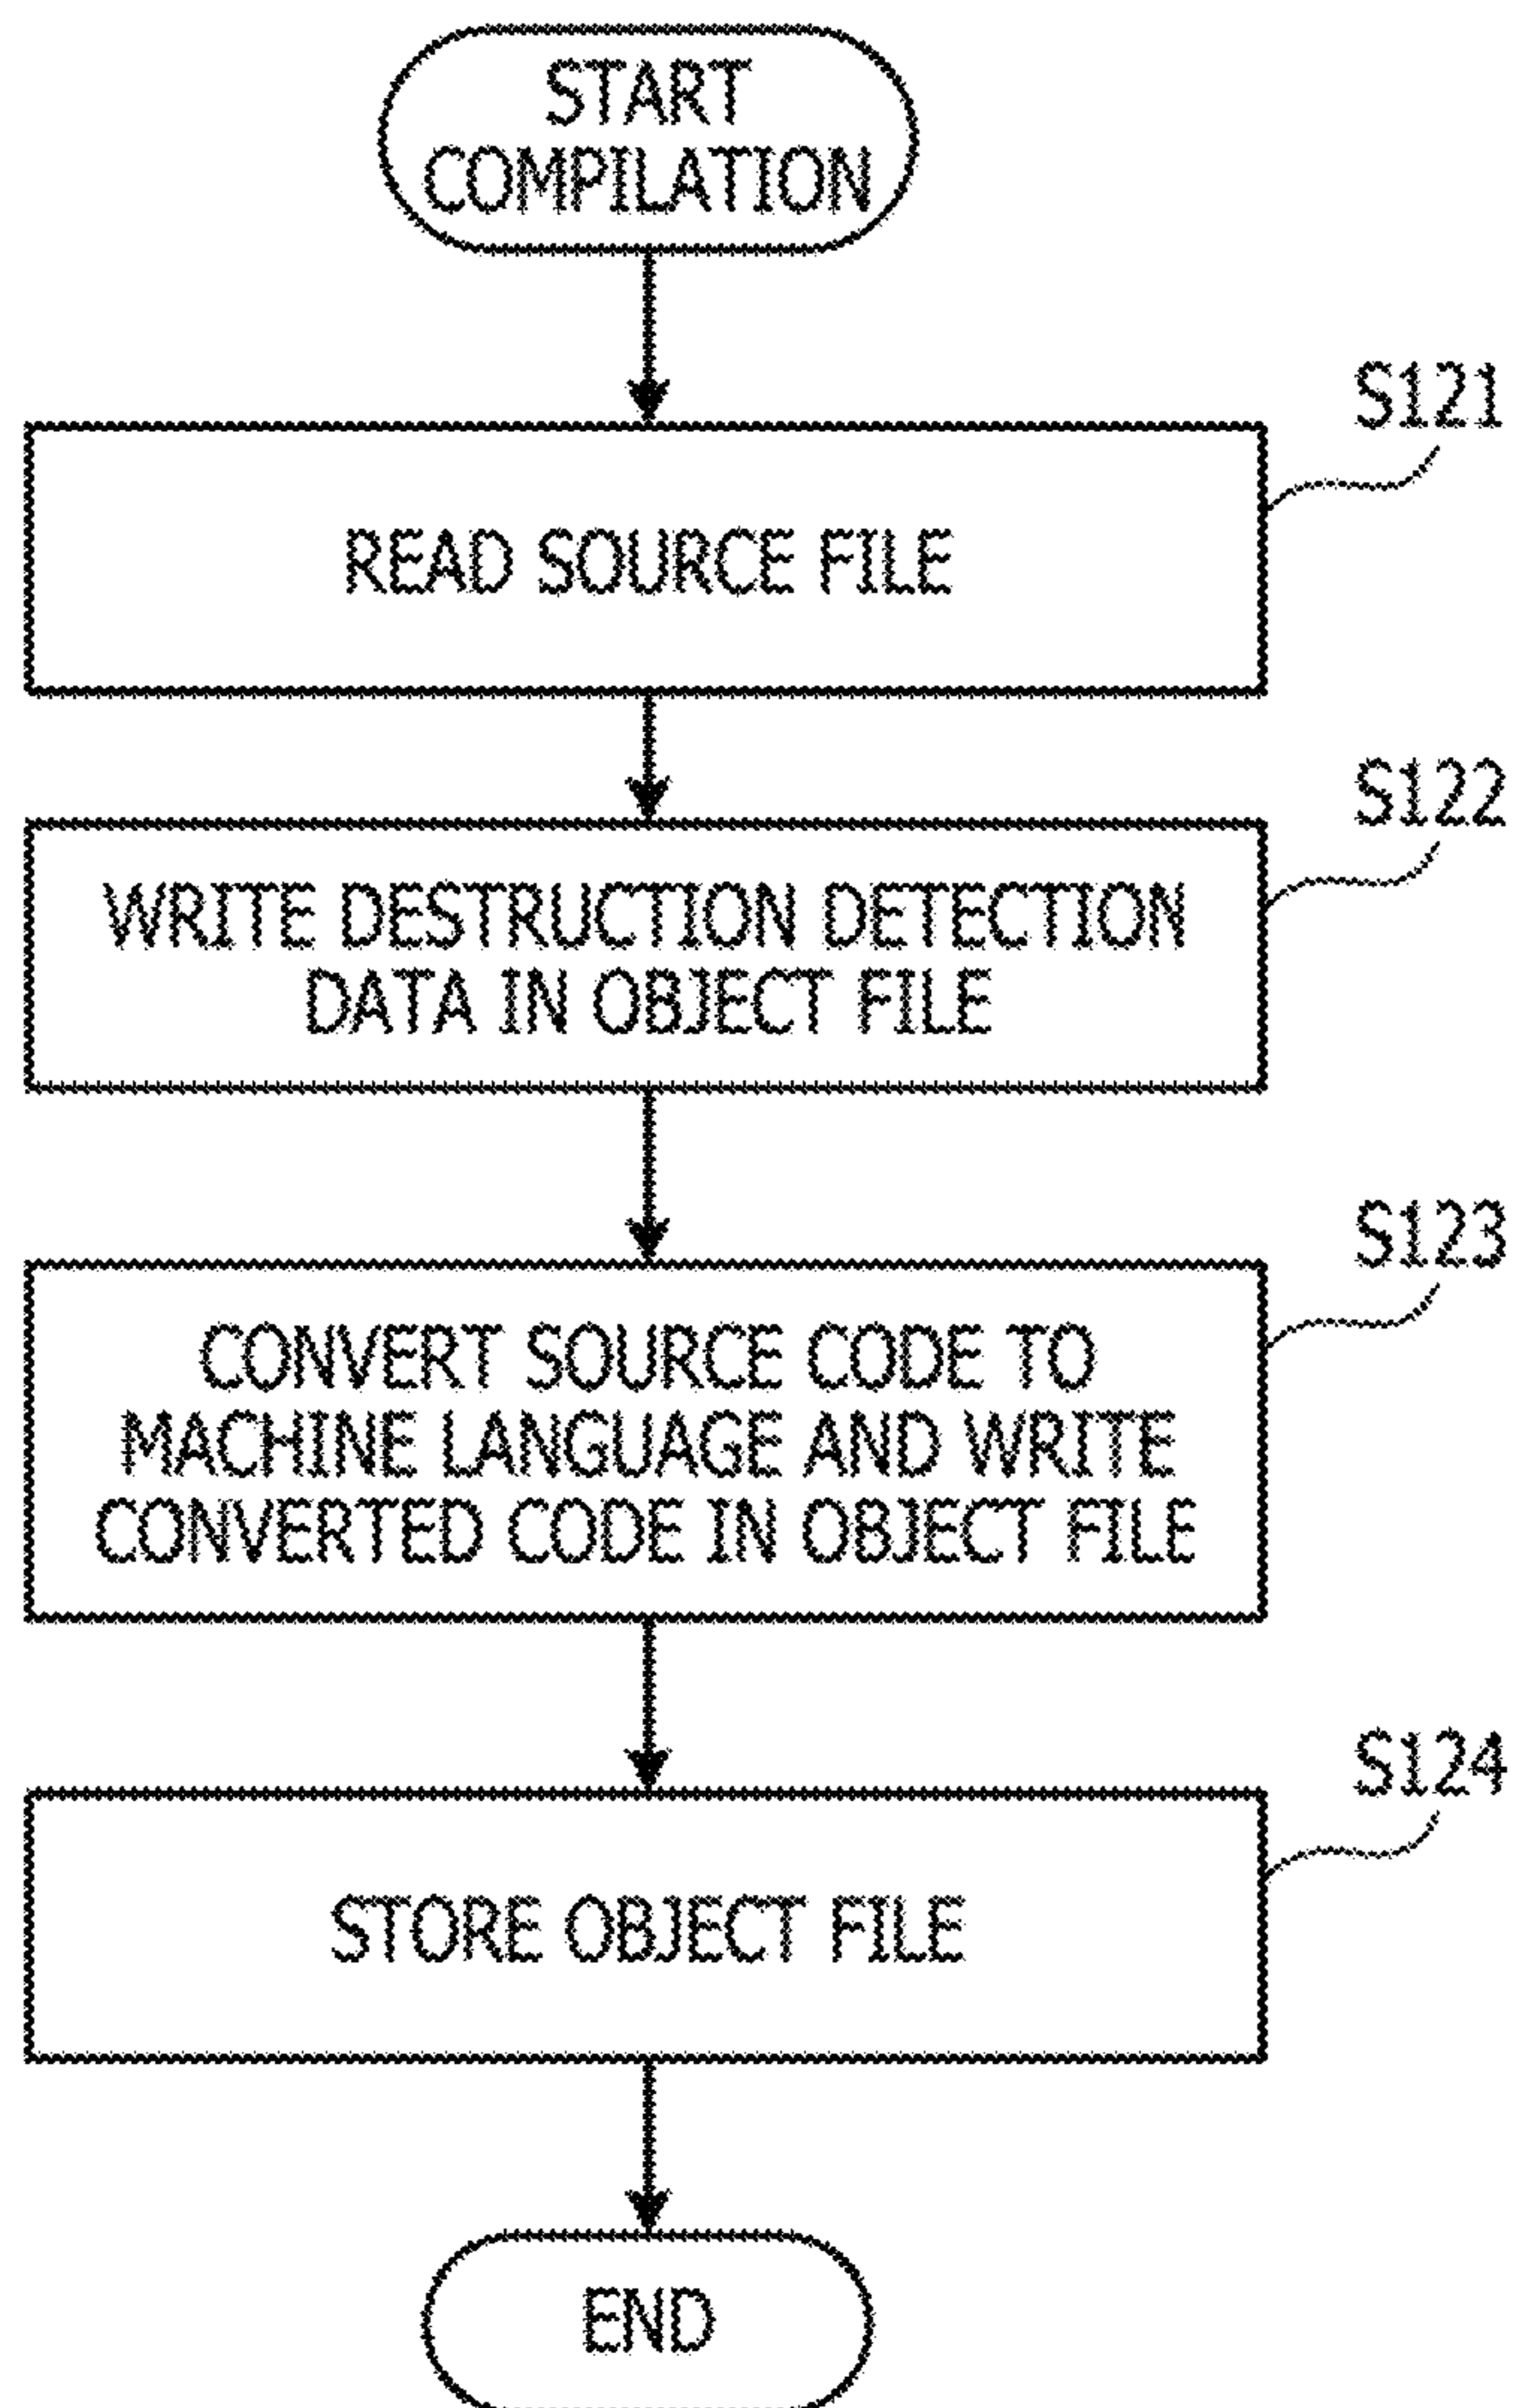 START
COMPILATION
S121
READ SOURCE FILE
S122
WRITE DESTRUCTION DETECTION
DATA IN OBJECT FILE
S123
CONVERT SOURCE CODE TO
MACHINE LANGUAGE AND WRITE
CONVERTED CODE IN OBJECT FILE
S124
STORE OBJECT FILE
END